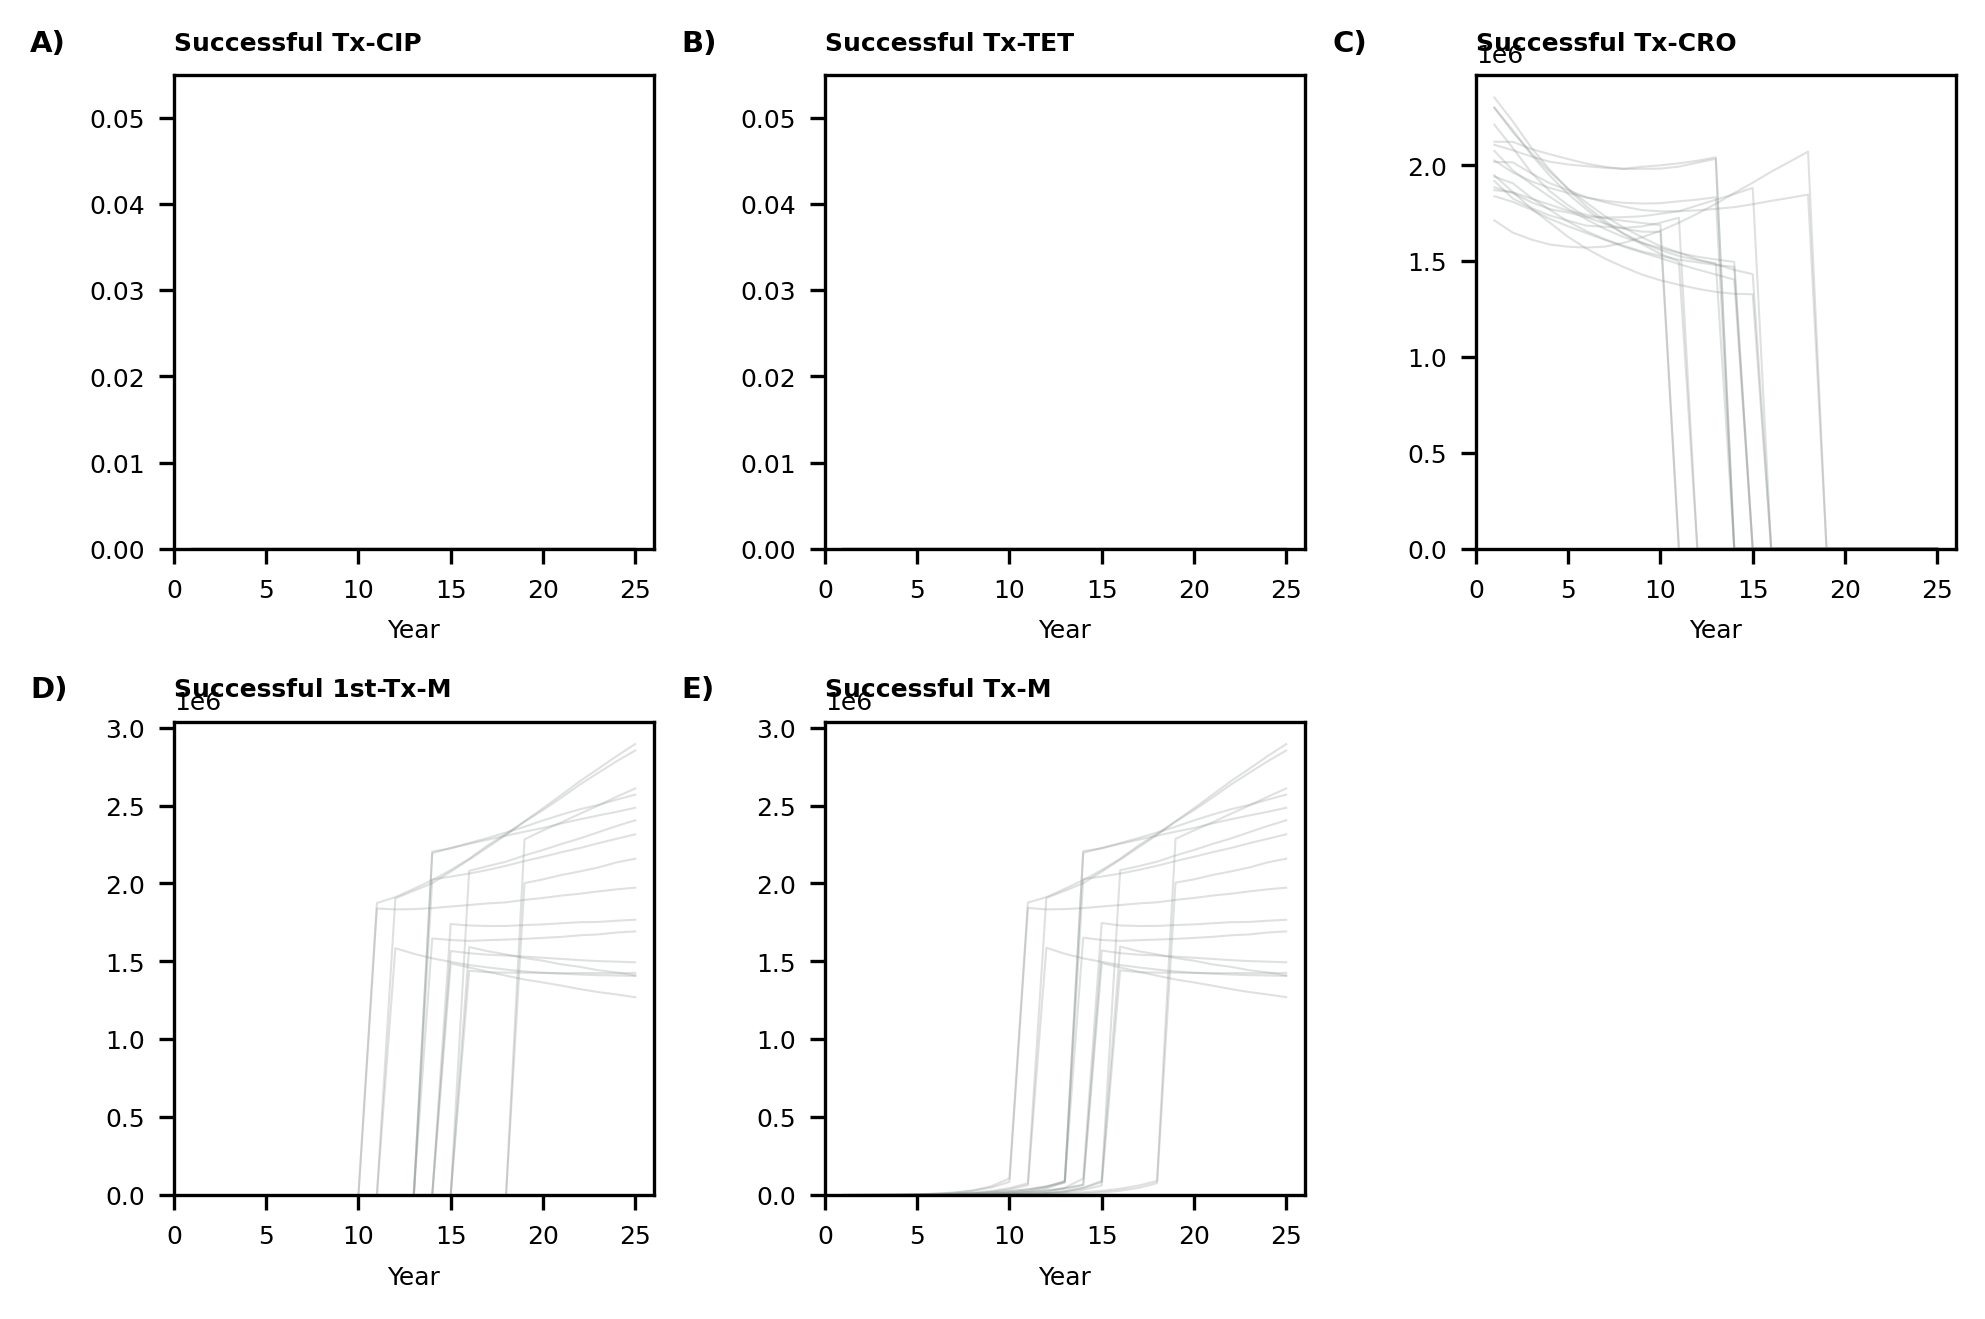 A) Successful Tx-CIP
0.05
0.04
0.03
0.02
0.01
0.00
0 5 10 15 20 25
Year
B) Successful Tx-TET
0.05
0.04
0.03
0.02
0.01
0.00
0 5 10 15 20 25
Year
C) Successful Tx-CRO
1e6
2.0
1.5
1.0
0.5
0.0
0 5 10 15 20 25
Year
D) Successful 1st-Tx-M
1e6
3.0
2.5
2.0
1.5
1.0
0.5
0.0
0 5 10 15 20 25
Year
E) Successful Tx-M
1e6
3.0
2.5
2.0
1.5
1.0
0.5
0.0
0 5 10 15 20 25
Year